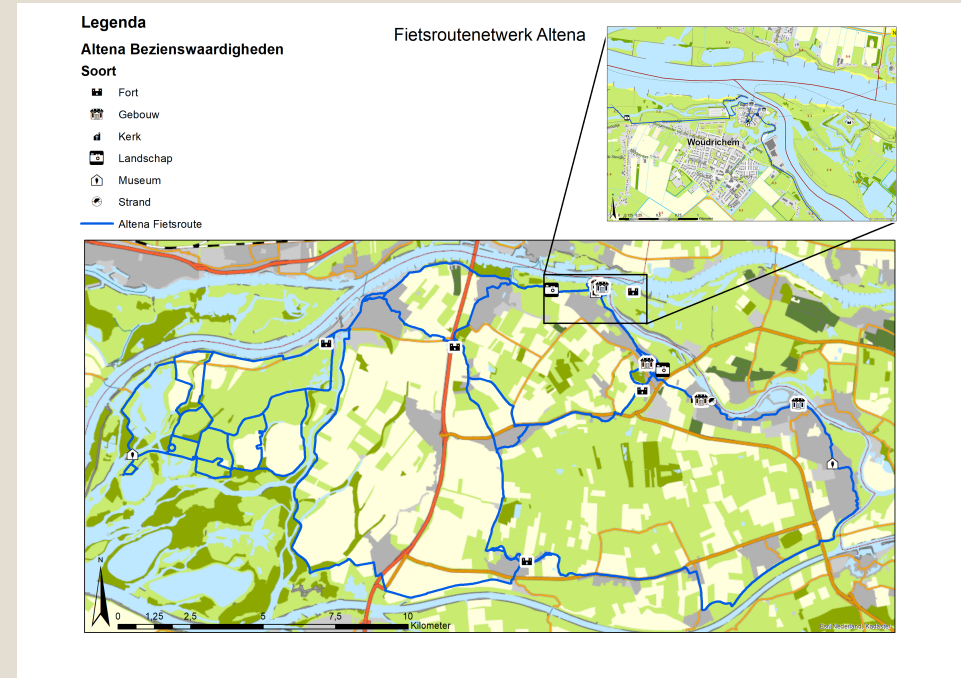 Legenda
Altena Bezienswaardigheden
Soort
Fort
Gebouw
Kerk
Landschap
Museum
Strand
Altena Fietsroute
Fietsroutenetwerk Altena
N
Woudrichem
N
0 1,25 2,5 5 7,5 10
Kilometer